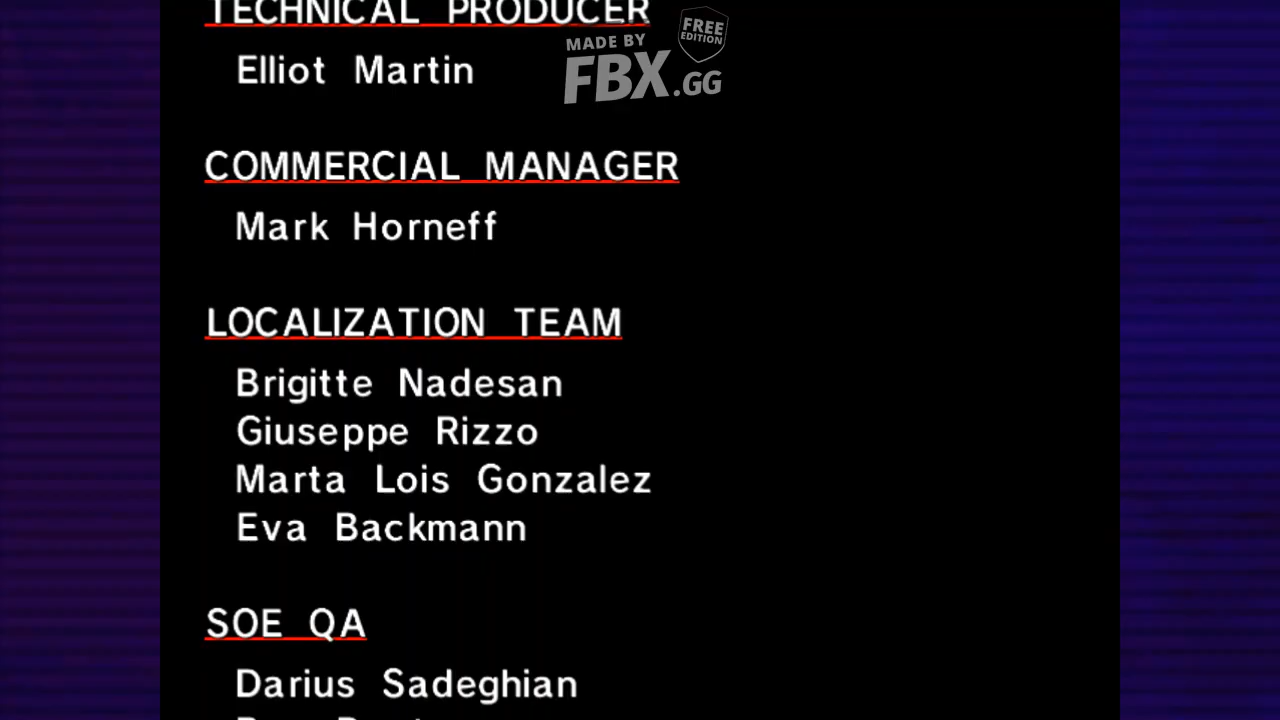 TECHNICAL PRODUCER
Elliot Martin
MADE BY
FBX.GG
FREE
EDITION
COMMERCIAL MANAGER
Mark Horneff
LOCALIZATION TEAM
Brigitte Nadesan
Giuseppe Rizzo
Marta Lois Gonzalez
Eva Backmann
SOE QA
Darius Sadeghian